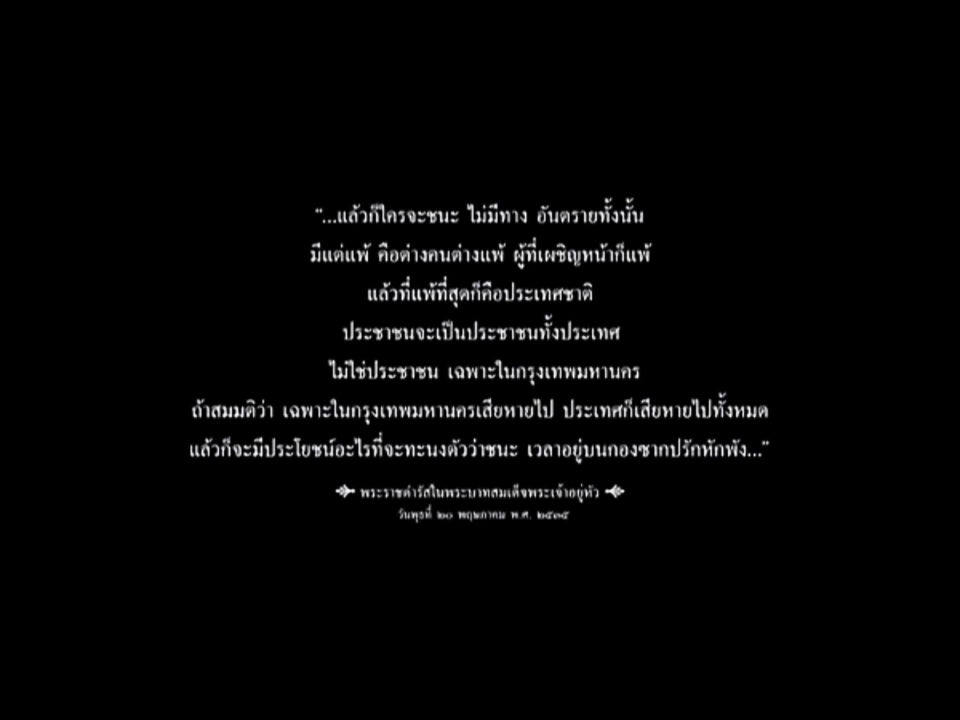 "...แล้วก็ใครจะชนะ ไม่มีทาง อันตรายทั้งนั้น
มีแต่แพ้ คือต่างคนต่างแพ้ ผู้ที่เผชิญหน้าก็แพ้
แล้วที่แพ้ที่สุดก็คือประเทศชาติ
ประชาชนจะเป็นประชาชนทั้งประเทศ
ไม่ใช่ประชาชน เฉพาะในกรุงเทพมหานคร
ถ้าสมมติว่า เฉพาะในกรุงเทพมหานครเสียหายไป ประเทศก็เสียหายไปทั้งหมด
แล้วก็จะมีประโยชน์อะไรที่จะทะนงตัวว่าชนะ เวลาอยู่บนกองซากปรักหักพัง..."
พระราชดำรัสในพระบาทสมเด็จพระเจ้าอยู่หัว
วันพุธที่ ๒๐ พฤษภาคม พ.ศ. ๒๕๓๕